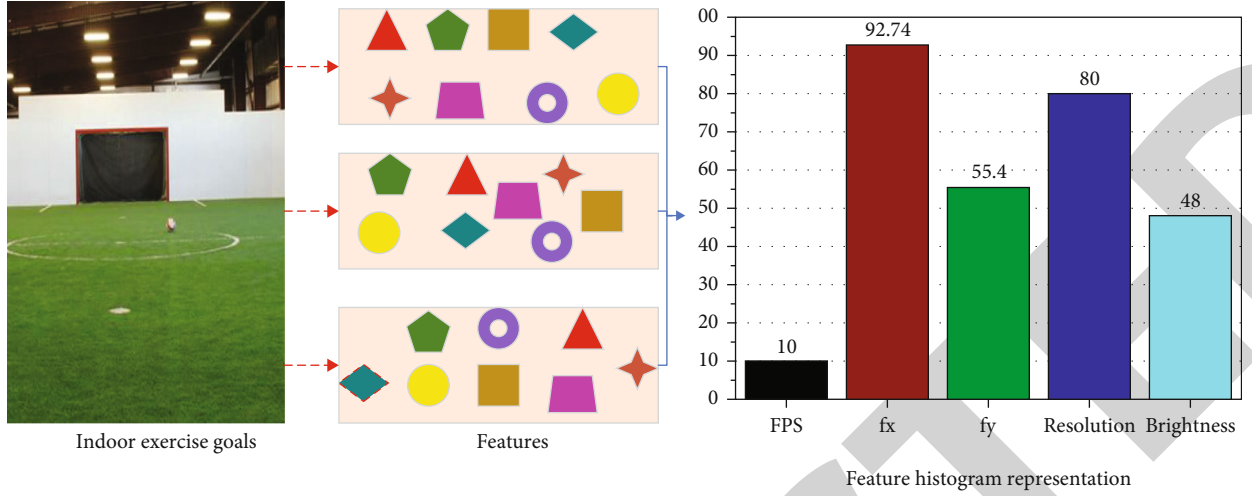 Indoor exercise goals
Features
00
90
80
70
60
50
40
30
20
10
0
10
92.74
55.4
80
48
FPS
fx
fy
Resolution
Brightness
Feature histogram representation